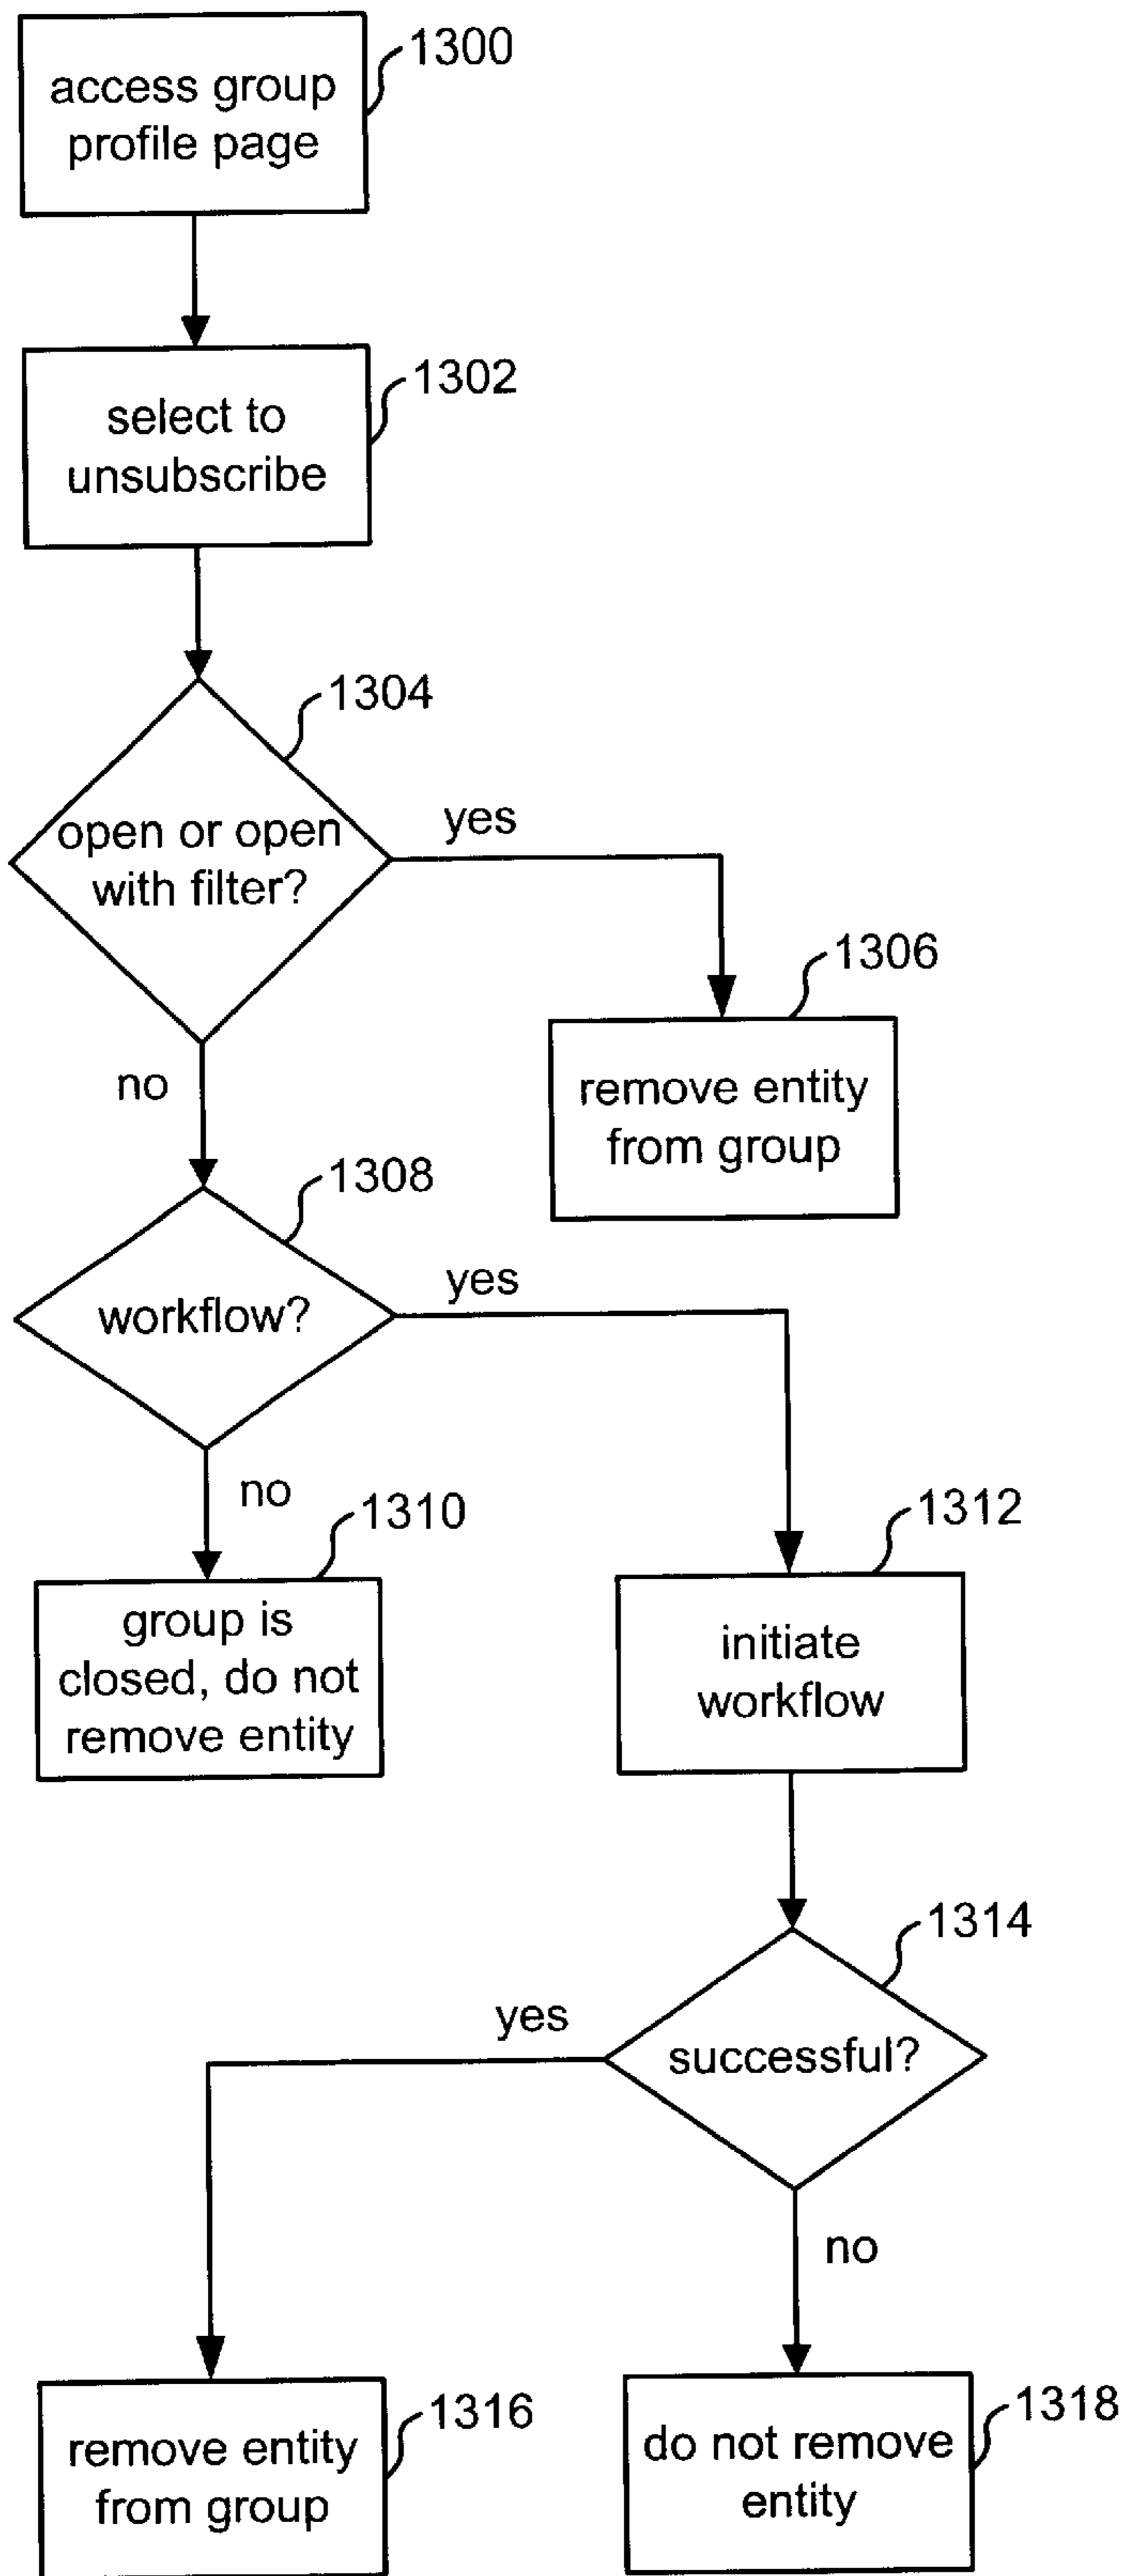 1300
access group
profile page
1302
select to
unsubscribe
1304
open or open
with filter?
yes
1306
remove entity
from group
no
1308
workflow?
yes
no
1310
group is
closed, do not
remove entity
1312
initiate
workflow
1314
successful?
yes
no
1316
remove entity
from group
1318
do not remove
entity